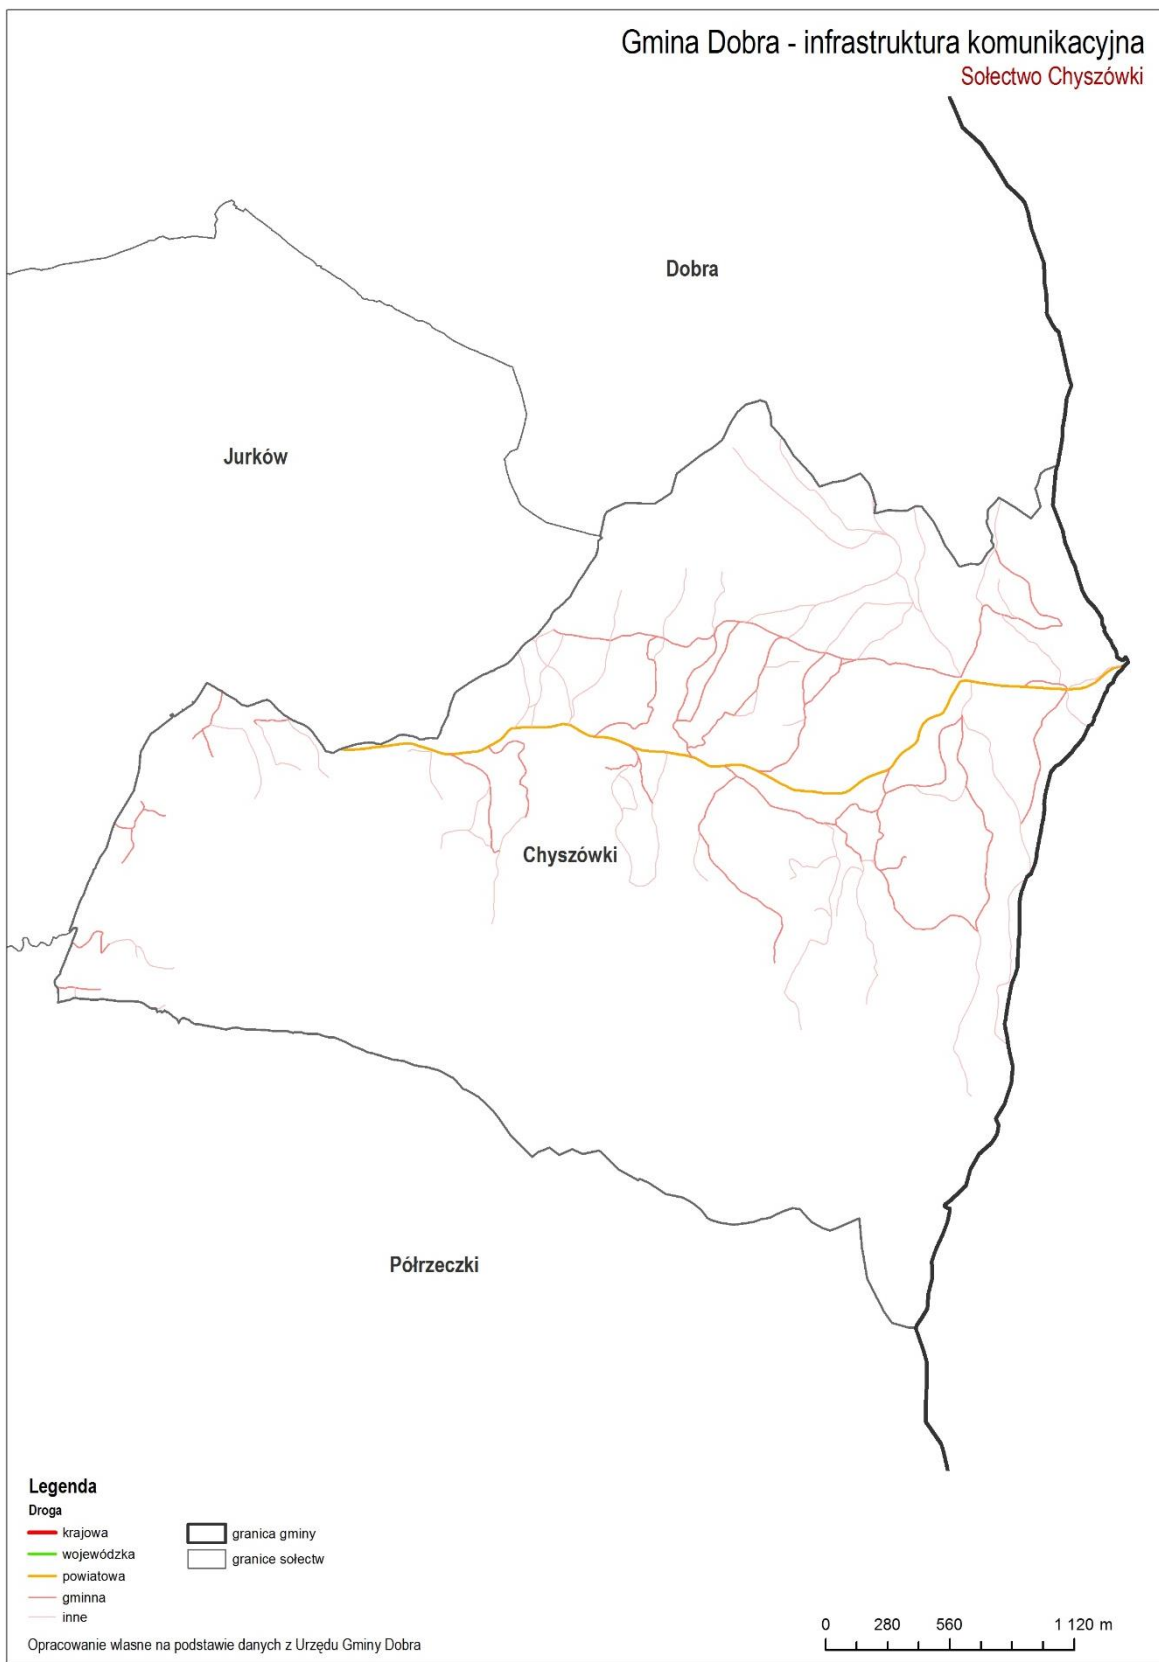 Gmina Dobra - infrastruktura komunikacyjna
Sołectwo Chyszówki
Dobra
Jurków
Chyszówki
Półrzeczki
Legenda
Droga
krajowa
wojewódzka
powiatowa
gminna
inne
granica gminy
granice sołectw
0 280 560 1 120 m
Opracowanie własne na podstawie danych z Urzędu Gminy Dobra